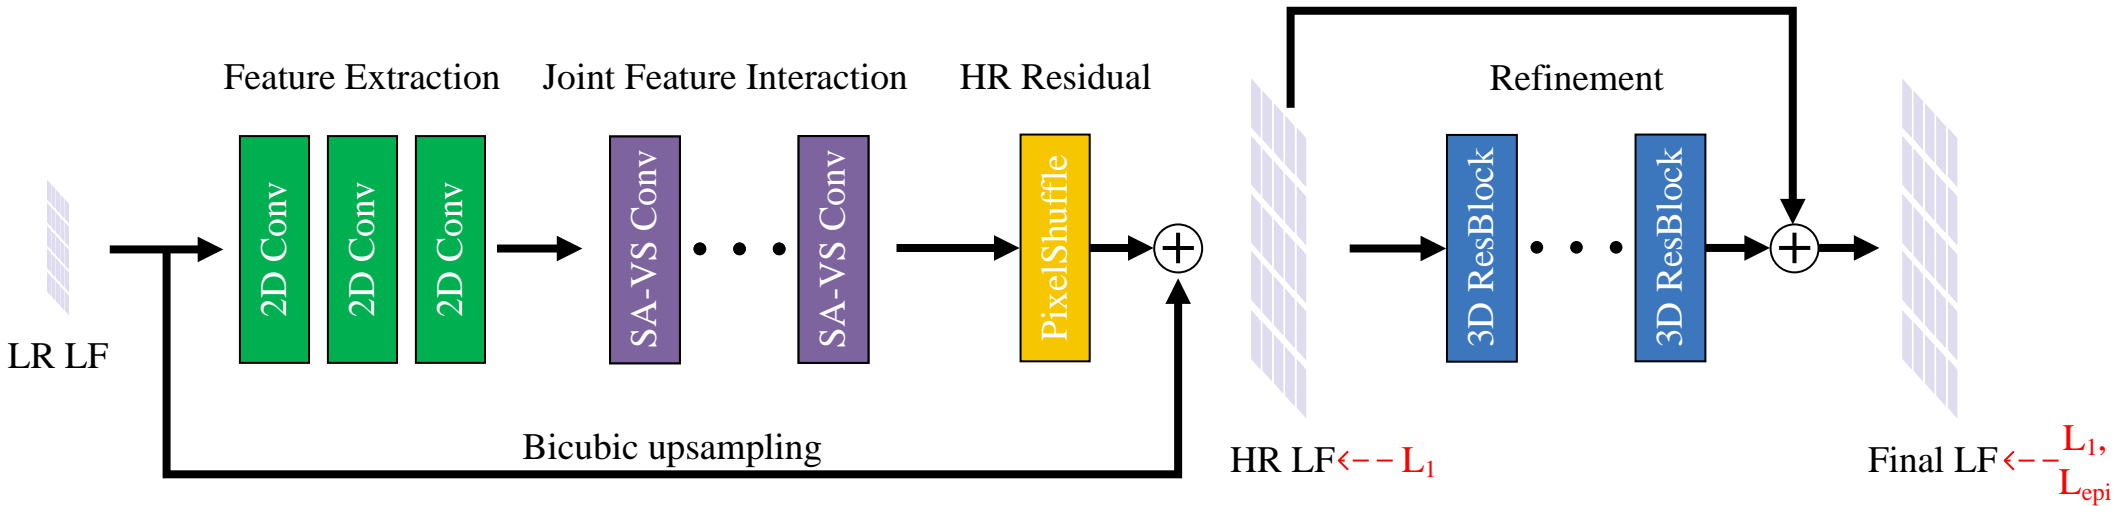 Feature Extraction
Joint Feature Interaction
HR Residual
Refinement
2D Conv
2D Conv
2D Conv
SA-VS Conv
SA-VS Conv
PixelShuffle
3D ResBlock
3D ResBlock
LR LF
Bicubic upsampling
HR LF
L1
Final LF
L1,
Lepi